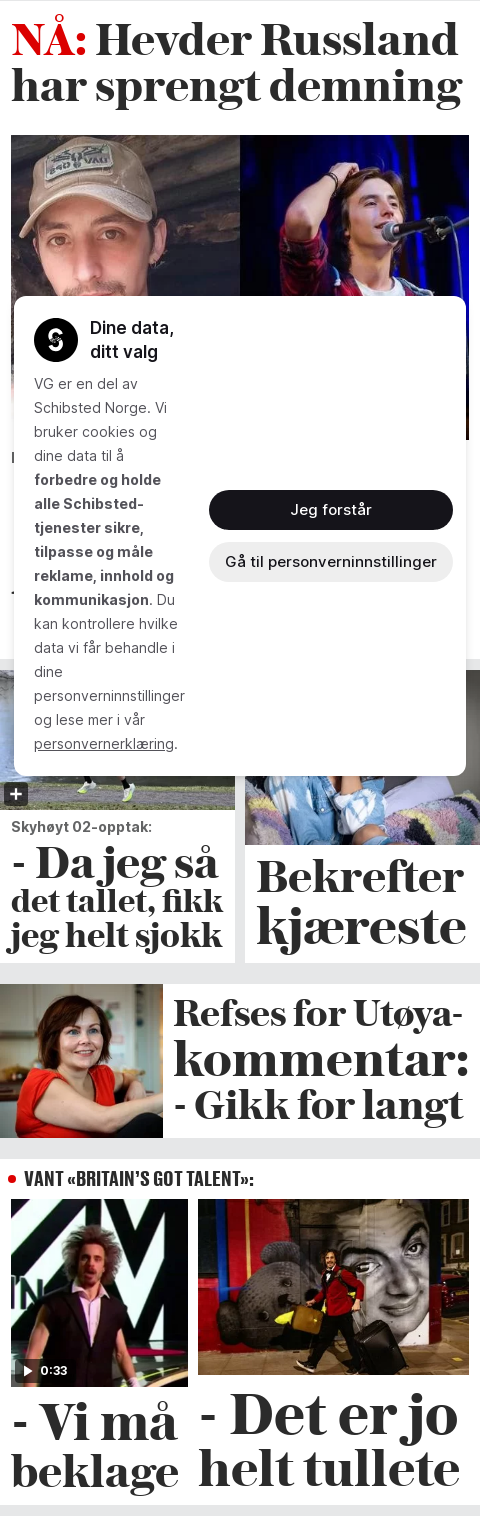 NÅ: Hevder Russland
har sprengt demning
Dine data,
ditt valg
VG er en del av
Schibsted Norge. Vi
bruker cookies og
dine data til å
forbedre og holde
alle Schibsted-
tjenester sikre,
tilpasse og måle
reklame, innhold og
kommunikasjon. Du
kan kontrollere hvilke
data vi får behandle i
dine
personverninnstillinger
og lese mer i vår
personvernerklæring.
Jeg forstår
Gå til personverninnstillinger
Skyhøyt O2-opptak:
- Da jeg så
det tallet, fikk
jeg helt sjokk
Bekrefter
kjæreste
Refses for Utøya-
kommentar:
- Gikk for langt
VANT «BRITAIN'S GOT TALENT»:
0:33
- Vi må
beklage
- Det er jo
helt tullete